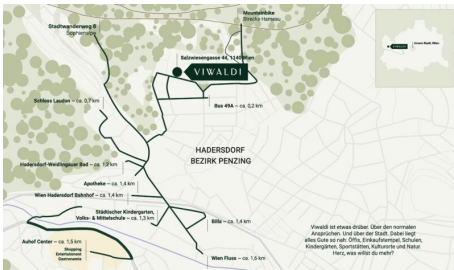 Mountainbike
Strecke Hameau
Stadtwanderweg 8
Sophienalpe
Salzwiesengasse 44, 1140 Wien
VIWALDI
Unsere Stadt, Wien
VIWALDI
Schloss Laudon – ca. 0,7 km
Bus 49A – ca. 0,2 km
HADERSDORF
BEZIRK PENZING
Hadersdorf-Weidlingauer Bad – ca. 1,2 km
Apotheke – ca. 1,4 km
Wien Hadersdorf Bahnhof – ca. 1,4 km
Städtischer Kindergarten,
Volks- & Mittelschule – ca. 1,3 km
Billa – ca. 1,4 km
Auhof Center – ca. 1,5 km
Shopping
Entertainment
Gastronomie
Wien Fluss – ca. 1,6 km
Viwaldi ist etwas drüber. Über den normalen
Ansprüchen. Und über der Stadt. Dabei liegt
alles Gute so nah: Öffis, Einkaufstempel, Schulen,
Kindergärten, Sportstätten, Kulturorte und Natur.
Herz, was willst du mehr?